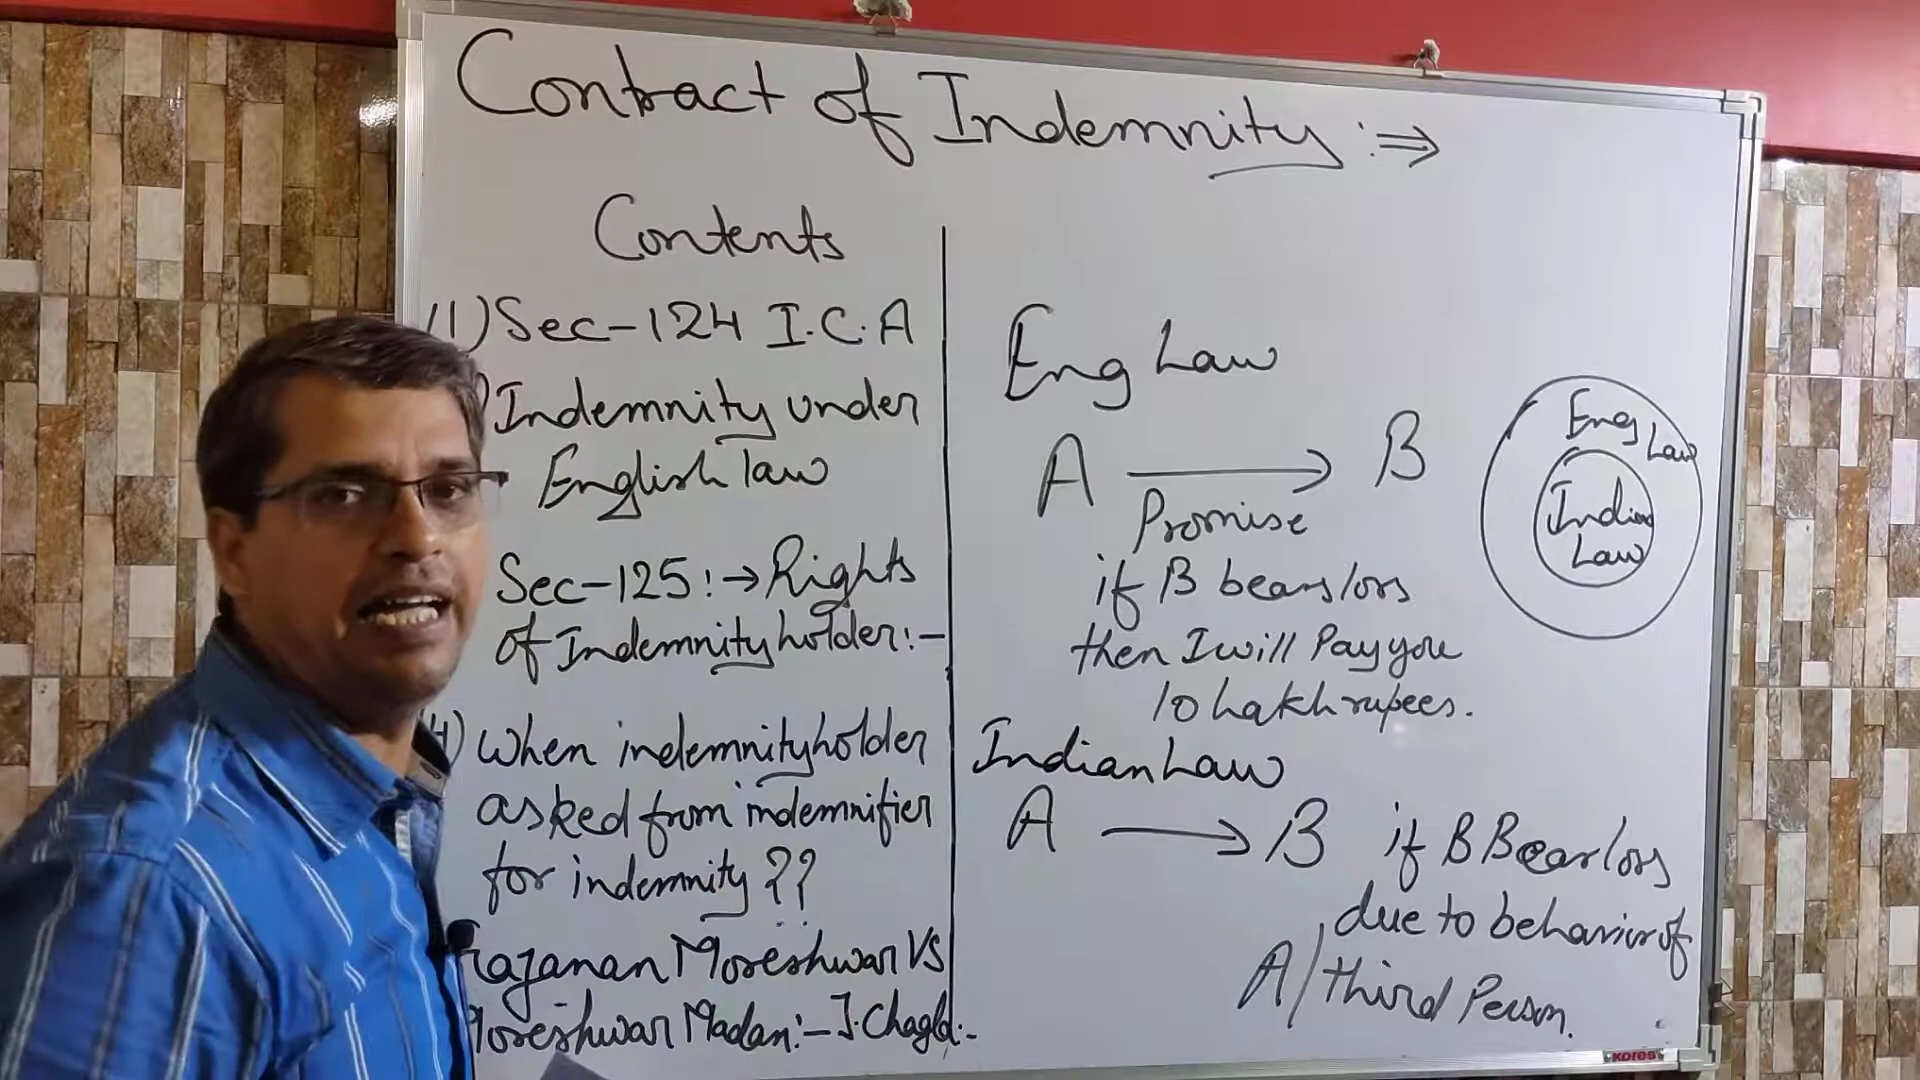 Contract of Indemnity :⇒
Contents
(1) Sec-124 I.C.A
) Indemnity under
English law
Sec-125!→ Rights
of Indemnity holder:-
4) When indemnityholder
asked from indemnifier
for indemnity ??
Gajanan Moreshwar VS
Moreshwar Madan:- J. Chagla:-
Eng Law
A → B
Promise
if B bears loss
then I will Pay you
10 Lakh rupees.
Eng Law
Indian
Law
Indian Law
A → B if B Bear loss
due to behavior of
A/third Person.
KORES